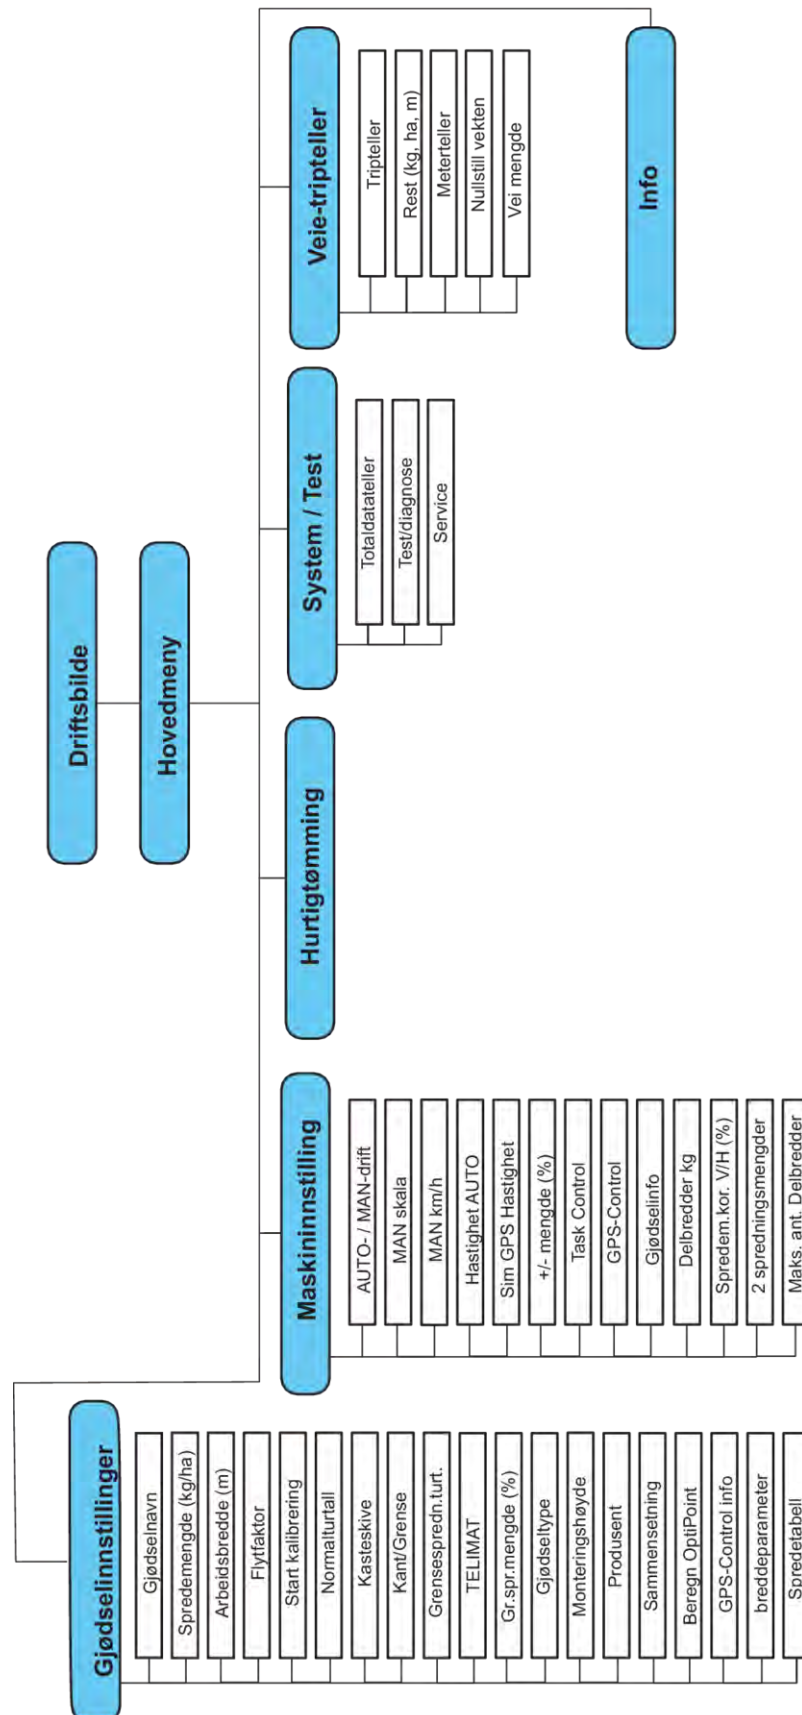 Driftsbilde
Hovedmeny
Gjødselinnstillinger
Gjødselnavn
Spredemengde (kg/ha)
Arbeidsbredde (m)
Flytfaktor
Start kalibrering
Normalturtall
Kasteskive
Kant/Grense
Grensespredn.turt.
TELIMAT
Gr.spr.mengde (%)
Gjødseltype
Monteringshøyde
Produsent
Sammensetning
Beregn OptiPoint
GPS-Control info
breddeparameter
Spredetabell
Maskininnstilling
AUTO- / MAN-drift
MAN skala
MAN km/h
Hastighet AUTO
Sim GPS Hastighet
+/- mengde (%)
Task Control
GPS-Control
Gjødselinfo
Delbredder kg
Spredem.kor. V/H (%)
2 spredningsmengder
Maks. ant. Delbredder
Hurtigtømming
System / Test
Totaldatateller
Test/diagnose
Service
Veie-tripteller
Tripteller
Rest (kg, ha, m)
Meterteller
Nullstill vekten
Vei mengde
Info